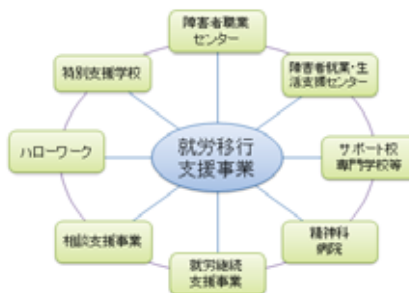 障害者職業
センター
特別支援学校
障害者就業・生
活支援センター
ハローワーク
就労移行
支援事業
サポート校
専門学校等
相談支援事業
精神科
病院
就労継続
支援事業